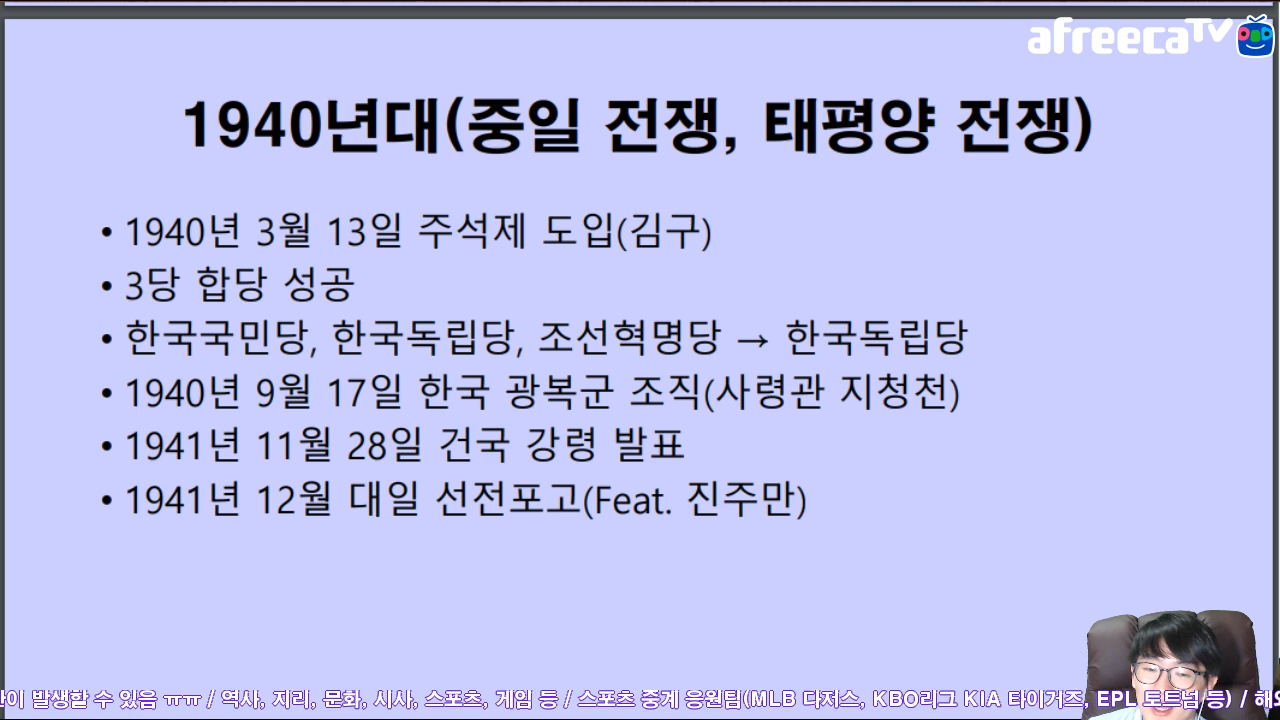 afreecaTV
1940년대(중일 전쟁, 태평양 전쟁)
• 1940년 3월 13일 주석제 도입(김구)
• 3당 합당 성공
• 한국국민당, 한국독립당, 조선혁명당 → 한국독립당
• 1940년 9월 17일 한국 광복군 조직(사령관 지청천)
• 1941년 11월 28일 건국 강령 발표
• 1941년 12월 대일 선전포고(Feat. 진주만)
이 발생할 수 있음 ㅠㅠ / 역사, 지리, 문화, 시사, 스포츠, 게임 등 / 스포츠 중계 응원팀(MLB 다저스, KBO리그 KIA 타이거즈, EPL 토트넘 등) /